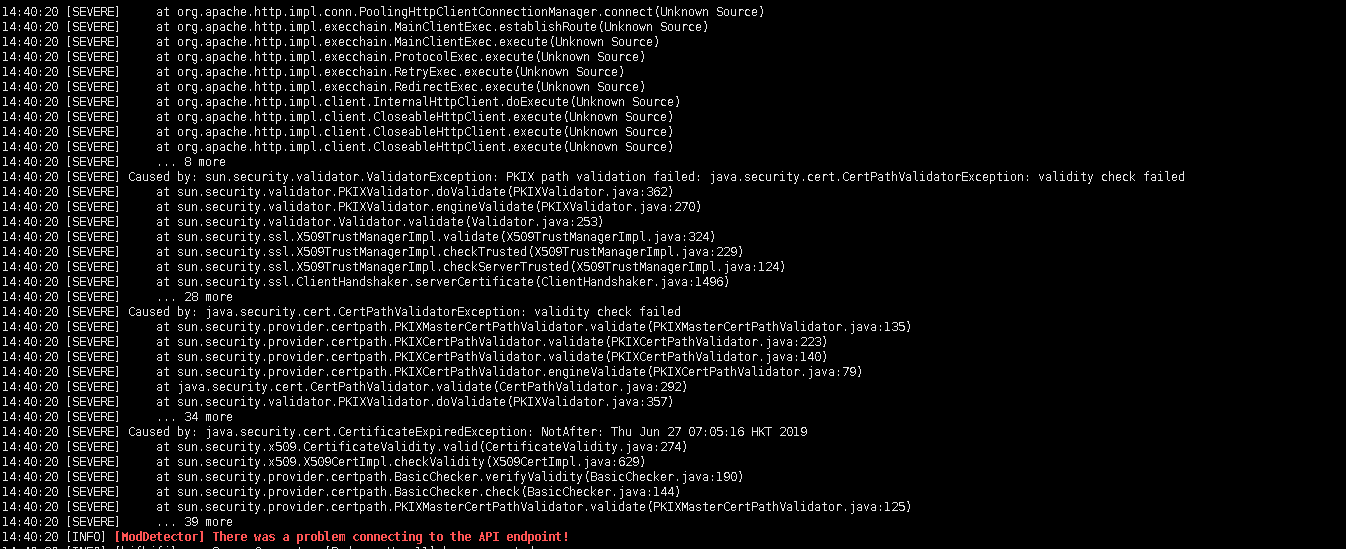 14:40:20 [SEVERE]     at org.apache.http.impl.conn.PoolingHttpClientConnectionManager.connect(Unknown Source)
14:40:20 [SEVERE]     at org.apache.http.impl.execchain.MainClientExec.establishRoute(Unknown Source)
14:40:20 [SEVERE]     at org.apache.http.impl.execchain.MainClientExec.execute(Unknown Source)
14:40:20 [SEVERE]     at org.apache.http.impl.execchain.ProtocolExec.execute(Unknown Source)
14:40:20 [SEVERE]     at org.apache.http.impl.execchain.RetryExec.execute(Unknown Source)
14:40:20 [SEVERE]     at org.apache.http.impl.execchain.RedirectExec.execute(Unknown Source)
14:40:20 [SEVERE]     at org.apache.http.impl.client.InternalHttpClient.doExecute(Unknown Source)
14:40:20 [SEVERE]     at org.apache.http.impl.client.CloseableHttpClient.execute(Unknown Source)
14:40:20 [SEVERE]     at org.apache.http.impl.client.CloseableHttpClient.execute(Unknown Source)
14:40:20 [SEVERE]     at org.apache.http.impl.client.CloseableHttpClient.execute(Unknown Source)
14:40:20 [SEVERE]     ... 8 more
14:40:20 [SEVERE] Caused by: sun.security.validator.ValidatorException: PKIX path validation failed: java.security.cert.CertPathValidatorException: validity check failed
14:40:20 [SEVERE]     at sun.security.validator.PKIXValidator.doValidate(PKIXValidator.java:362)
14:40:20 [SEVERE]     at sun.security.validator.PKIXValidator.engineValidate(PKIXValidator.java:270)
14:40:20 [SEVERE]     at sun.security.validator.Validator.validate(Validator.java:253)
14:40:20 [SEVERE]     at sun.security.ssl.X509TrustManagerImpl.validate(X509TrustManagerImpl.java:324)
14:40:20 [SEVERE]     at sun.security.ssl.X509TrustManagerImpl.checkTrusted(X509TrustManagerImpl.java:229)
14:40:20 [SEVERE]     at sun.security.ssl.X509TrustManagerImpl.checkServerTrusted(X509TrustManagerImpl.java:124)
14:40:20 [SEVERE]     at sun.security.ssl.ClientHandshaker.serverCertificate(ClientHandshaker.java:1496)
14:40:20 [SEVERE]     ... 28 more
14:40:20 [SEVERE] Caused by: java.security.cert.CertPathValidatorException: validity check failed
14:40:20 [SEVERE]     at sun.security.provider.certpath.PKIXMasterCertPathValidator.validate(PKIXMasterCertPathValidator.java:135)
14:40:20 [SEVERE]     at sun.security.provider.certpath.PKIXCertPathValidator.validate(PKIXCertPathValidator.java:223)
14:40:20 [SEVERE]     at sun.security.provider.certpath.PKIXCertPathValidator.validate(PKIXCertPathValidator.java:140)
14:40:20 [SEVERE]     at sun.security.provider.certpath.PKIXCertPathValidator.engineValidate(PKIXCertPathValidator.java:79)
14:40:20 [SEVERE]     at java.security.cert.CertPathValidator.validate(CertPathValidator.java:292)
14:40:20 [SEVERE]     at sun.security.validator.PKIXValidator.doValidate(PKIXValidator.java:357)
14:40:20 [SEVERE]     ... 34 more
14:40:20 [SEVERE] Caused by: java.security.cert.CertificateExpiredException: NotAfter: Thu Jun 27 07:05:16 HKT 2019
14:40:20 [SEVERE]     at sun.security.x509.CertificateValidity.valid(CertificateValidity.java:274)
14:40:20 [SEVERE]     at sun.security.x509.X509CertImpl.checkValidity(X509CertImpl.java:629)
14:40:20 [SEVERE]     at sun.security.provider.certpath.BasicChecker.verifyValidity(BasicChecker.java:190)
14:40:20 [SEVERE]     at sun.security.provider.certpath.BasicChecker.check(BasicChecker.java:144)
14:40:20 [SEVERE]     at sun.security.provider.certpath.PKIXMasterCertPathValidator.validate(PKIXMasterCertPathValidator.java:125)
14:40:20 [SEVERE]     ... 39 more
14:40:20 [INFO] [ModDetector] There was a problem connecting to the API endpoint!